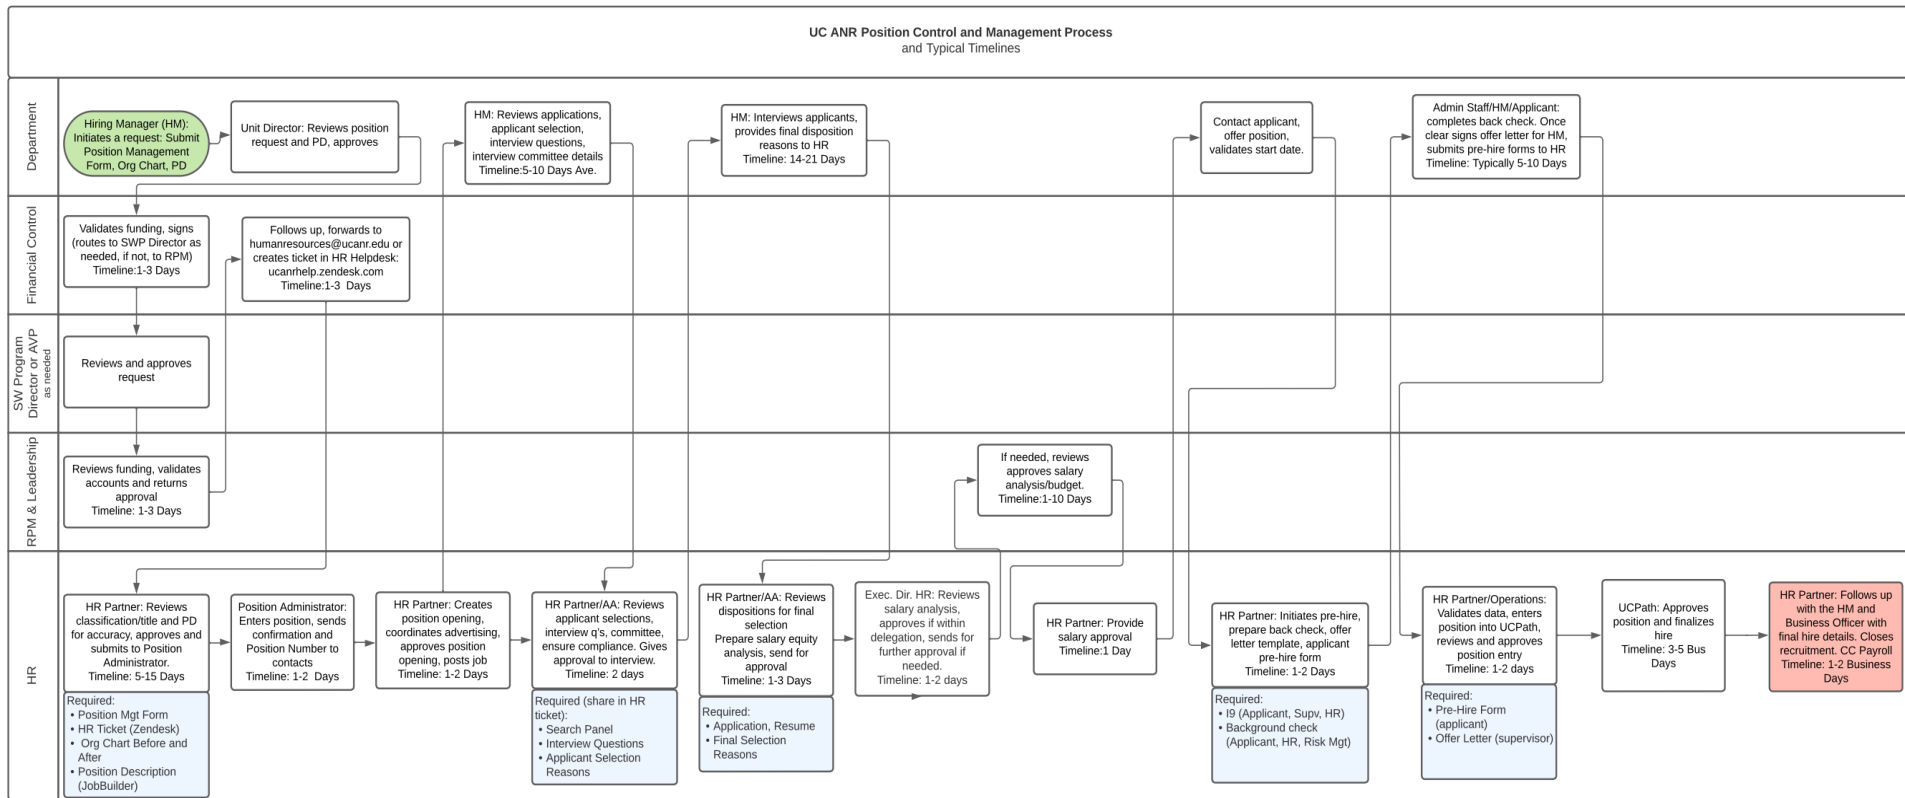 UC ANR Position Control and Management Process
and Typical Timelines
Department
Hiring Manager (HM):
Initiates a request: Submit
Position Management
Form, Org Chart, PD
Unit Director: Reviews position
request and PD, approves
HM: Reviews applications,
applicant selection,
interview questions,
interview committee details
Timeline:5-10 Days Ave.
HM: Interviews applicants,
provides final disposition
reasons to HR
Timeline: 14-21 Days
Contact applicant,
offer position,
validates start date.
Admin Staff/HM/Applicant:
completes back check. Once
clear signs offer letter for HM,
submits pre-hire forms to HR
Timeline: Typically 5-10 Days
Financial Control
Validates funding, signs
(routes to SWP Director as
needed, if not, to RPM)
Timeline:1-3 Days
Follows up, forwards to
humanresources@ucanr.edu or
creates ticket in HR Helpdesk:
ucanrhelp.zendesk.com
Timeline:1-3 Days
SW Program
Director or AVP
as needed
Reviews and approves
request
RPM & Leadership
Reviews funding, validates
accounts and returns
approval
Timeline: 1-3 Days
If needed, reviews
approves salary
analysis/budget.
Timeline:1-10 Days
HR
HR Partner: Reviews
classification/title and PD
for accuracy, approves and
submits to Position
Administrator.
Timeline: 5-15 Days
Required:
• Position Mgt Form
• HR Ticket (Zendesk)
• Org Chart Before and
After
• Position Description
(JobBuilder)
Position Administrator:
Enters position, sends
confirmation and
Position Number to
contacts
Timeline: 1-2 Days
HR Partner: Creates
position opening,
coordinates advertising,
approves position
opening, posts job
Timeline: 1-2 Days
HR Partner/AA: Reviews
applicant selections,
interview q's, committee,
ensure compliance. Gives
approval to interview.
Timeline: 2 days
Required (share in HR
ticket):
• Search Panel
• Interview Questions
• Applicant Selection
Reasons
HR Partner/AA: Reviews
dispositions for final
selection
Prepare salary equity
analysis, send for
approval
Timeline: 1-3 Days
Required:
• Application, Resume
• Final Selection
Reasons
Exec. Dir. HR: Reviews
salary analysis,
approves if within
delegation, sends for
further approval if
needed.
Timeline: 1-2 days
HR Partner: Provide
salary approval
Timeline:1 Day
HR Partner: Initiates pre-hire,
prepare back check, offer
letter template, applicant
pre-hire form
Timeline: 1-2 Days
Required:
• I9 (Applicant, Supv, HR)
• Background check
(Applicant, HR, Risk Mgt)
HR Partner/Operations:
Validates data, enters
position into UCPath,
reviews and approves
position entry
Timeline: 1-2 days
Required:
• Pre-Hire Form
(applicant)
• Offer Letter (supervisor)
UCPath: Approves
position and finalizes
hire
Timeline: 3-5 Bus
Days
HR Partner: Follows up
with the HM and
Business Officer with
final hire details. Closes
recruitment. CC Payroll
Timeline: 1-2 Business
Days